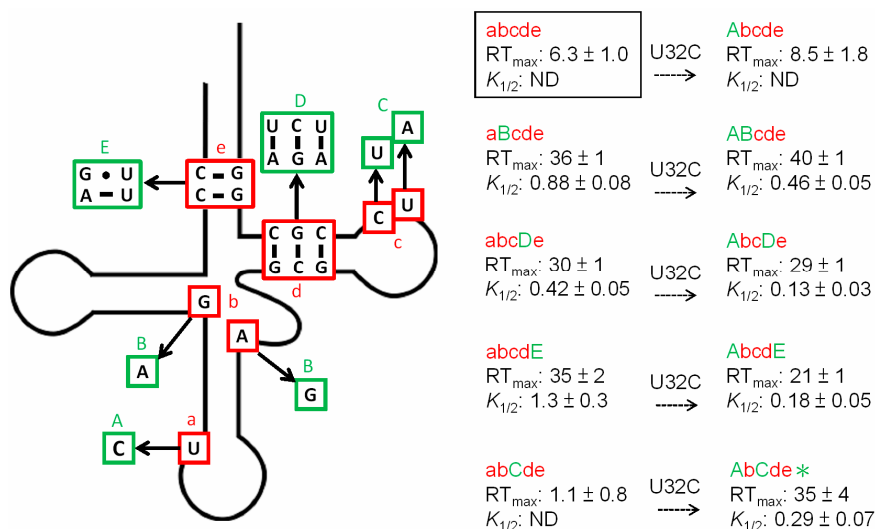 abcde
RTmax: 6.3 ± 1.0
K1/2: ND
U32C
Abcde
RTmax: 8.5 ± 1.8
K1/2: ND
aBcde
RTmax: 36 ± 1
K1/2: 0.88 ± 0.08
U32C
ABcde
RTmax: 40 ± 1
K1/2: 0.46 ± 0.05
abcDe
RTmax: 30 ± 1
K1/2: 0.42 ± 0.05
U32C
AbcDe
RTmax: 29 ± 1
K1/2: 0.13 ± 0.03
abcdE
RTmax: 35 ± 2
K1/2: 1.3 ± 0.3
U32C
AbcdE
RTmax: 21 ± 1
K1/2: 0.18 ± 0.05
abCde
RTmax: 1.1 ± 0.8
K1/2: ND
U32C
AbCde*
RTmax: 35 ± 4
K1/2: 0.29 ± 0.07
E
G • U
A U
e
C G
C G
D
U C U
A G A
C
U
A
C
U
c
C G C
G C G
d
G
b
B
A
A
B
G
a
U
A
C